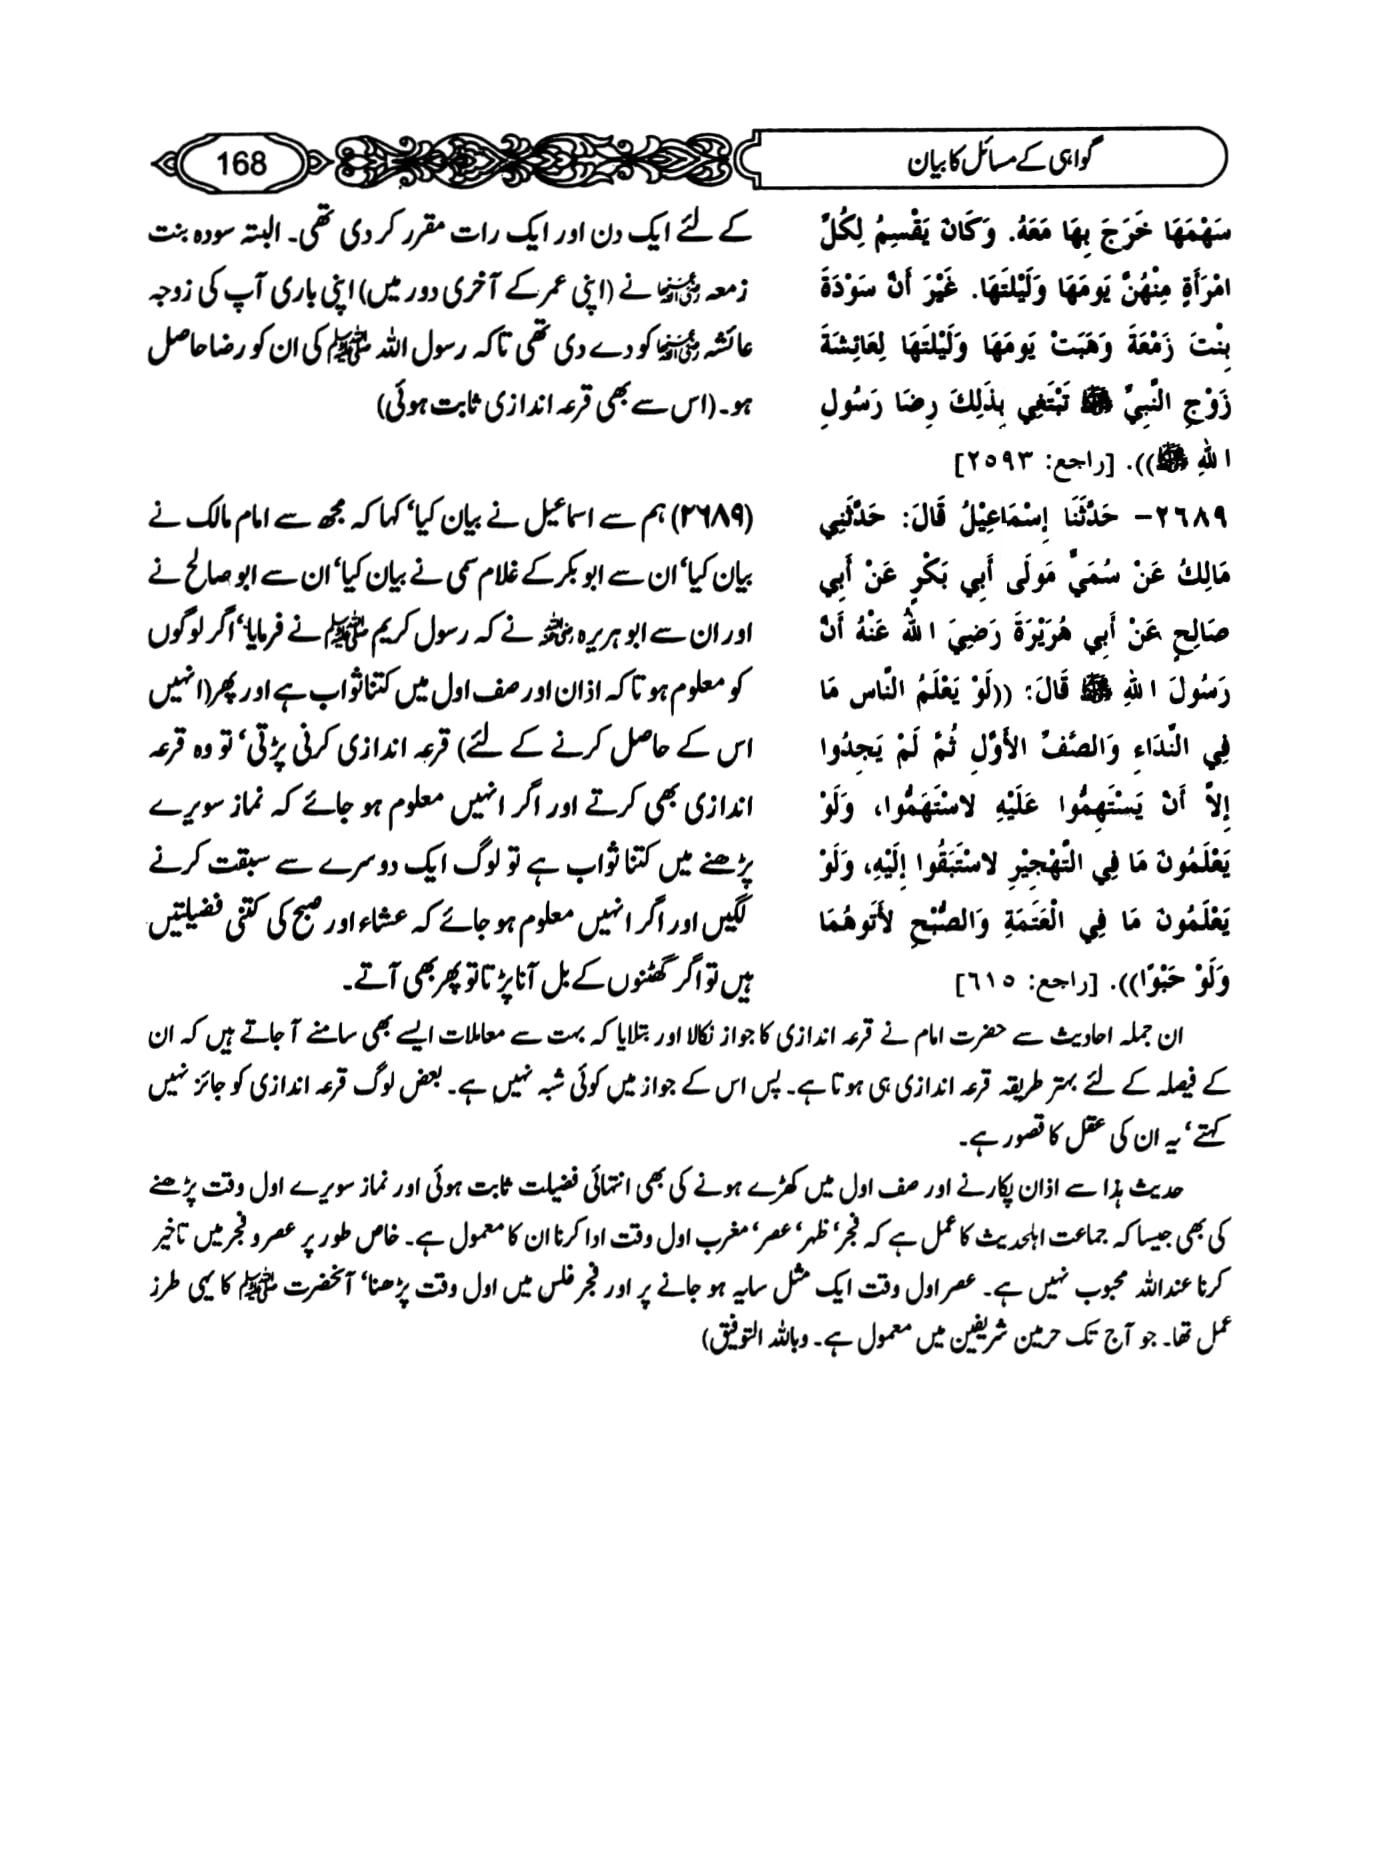 گواہی کے مسائل کا بیان
168
سَهْمَهَا خَرَجَ بِهَا مَعَهُ. وَكَانَ يَقْسِمُ لِكُلِّ
امْرَأَةٍ مِنْهُنَّ يَومَهَا وَلَيْلَتَهَا. غَيْرَ أَنَّ سَوْدَةَ
بِنْتَ زَمْعَةَ وَهَبَتْ يَومَهَا وَلَيْلَتَهَا لِعَائِشَةَ
زَوْجِ النَّبِيِّ ﷺ تَبْتَغِي بِذَلِكَ رِضَا رَسُولِ
اللهِ ﷺ)). [راجع: ٢٥٩٣]
٢٦٨٩- حَدَّثَنَا إِسْمَاعِيْلُ قَالَ: حَدَّثَنِي
مَالِكٌ عَنْ سُمَيٍّ مَولَى أَبِي بَكْرٍ عَنْ أَبِي
صَالِحٍ عَنْ أَبِي هُرَيْرَةَ رَضِيَ اللهُ عَنْهُ أَنَّ
رَسُولَ اللهِ ﷺ قَالَ: ((لَوْ يَعْلَمُ النَّاس مَا
فِي النِّدَاءِ وَالصَّفِّ الأَوَّلِ ثُمَّ لَمْ يَجِدُوا
إِلاَّ أَنْ يَسْتَهِمُّوا عَلَيْهِ لاسْتَهَمُّوا، وَلَوْ
يَعْلَمُونَ مَا فِي التَّهْجِيْرِ لاسْتَبَقُوا إِلَيْهِ، وَلَوْ
يَعْلَمُونَ مَا فِي الْعَتَمَةِ وَالصُّبْحِ لأَتَوهُمَا
وَلَوْ حَبْوًا)). [راجع: ٦١٥]
کے لئے ایک دن اور ایک رات مقرر کر دی تھی۔ البتہ سودہ بنت
زمعہ رضی اللہ عنہا نے (اپنی عمر کے آخری دور میں) اپنی باری آپ کی زوجہ
عائشہ رضی اللہ عنہا کو دے دی تھی تاکہ رسول اللہ ﷺ کی ان کو رضا حاصل
ہو۔ (اس سے بھی قرعہ اندازی ثابت ہوئی)
(۲۶۸۹) ہم سے اسماعیل نے بیان کیا‘ کہا کہ مجھ سے امام مالک نے
بیان کیا‘ ان سے ابوبکر کے غلام سمی نے بیان کیا‘ ان سے ابوصالح نے
اور ان سے ابو ہریرہ رضی اللہ عنہ نے کہ رسول کریم ﷺ نے فرمایا‘ اگر لوگوں
کو معلوم ہوتا کہ اذان اور صف اول میں کتنا ثواب ہے اور پھر (انہیں
اس کے حاصل کرنے کے لئے) قرعہ اندازی کرنی پڑتی‘ تو وہ قرعہ
اندازی بھی کرتے اور اگر انہیں معلوم ہو جائے کہ نماز سویرے
پڑھنے میں کتنا ثواب ہے تو لوگ ایک دوسرے سے سبقت کرنے
لگیں اور اگر انہیں معلوم ہو جائے کہ عشاء اور صبح کی کتنی فضیلتیں
ہیں تو اگر گھٹنوں کے بل آنا پڑتا تو پھر بھی آتے۔
ان جملہ احادیث سے حضرت امام نے قرعہ اندازی کا جواز نکالا اور بتلایا کہ بہت سے معاملات ایسے بھی سامنے آ جاتے ہیں کہ ان
کے فیصلہ کے لئے بہتر طریقہ قرعہ اندازی ہی ہوتا ہے۔ پس اس کے جواز میں کوئی شبہ نہیں ہے۔ بعض لوگ قرعہ اندازی کو جائز نہیں
کہتے‘ یہ ان کی عقل کا قصور ہے۔
حدیث ہذا سے اذان پکارنے اور صف اول میں کھڑے ہونے کی بھی انتہائی فضیلت ثابت ہوئی اور نماز سویرے اول وقت پڑھنے
کی بھی جیسا کہ جماعت اہلحدیث کا عمل ہے کہ فجر‘ ظہر‘ عصر‘ مغرب اول وقت ادا کرنا ان کا معمول ہے۔ خاص طور پر عصر و فجر میں تاخیر
کرنا عنداللہ محبوب نہیں ہے۔ عصر اول وقت ایک مثل سایہ ہو جانے پر اور فجر غلس میں اول وقت پڑھنا‘ آنحضرت ﷺ کا یہی طرز
عمل تھا۔ جو آج تک حرمین شریفین میں معمول ہے۔ وباللہ التوفیق)